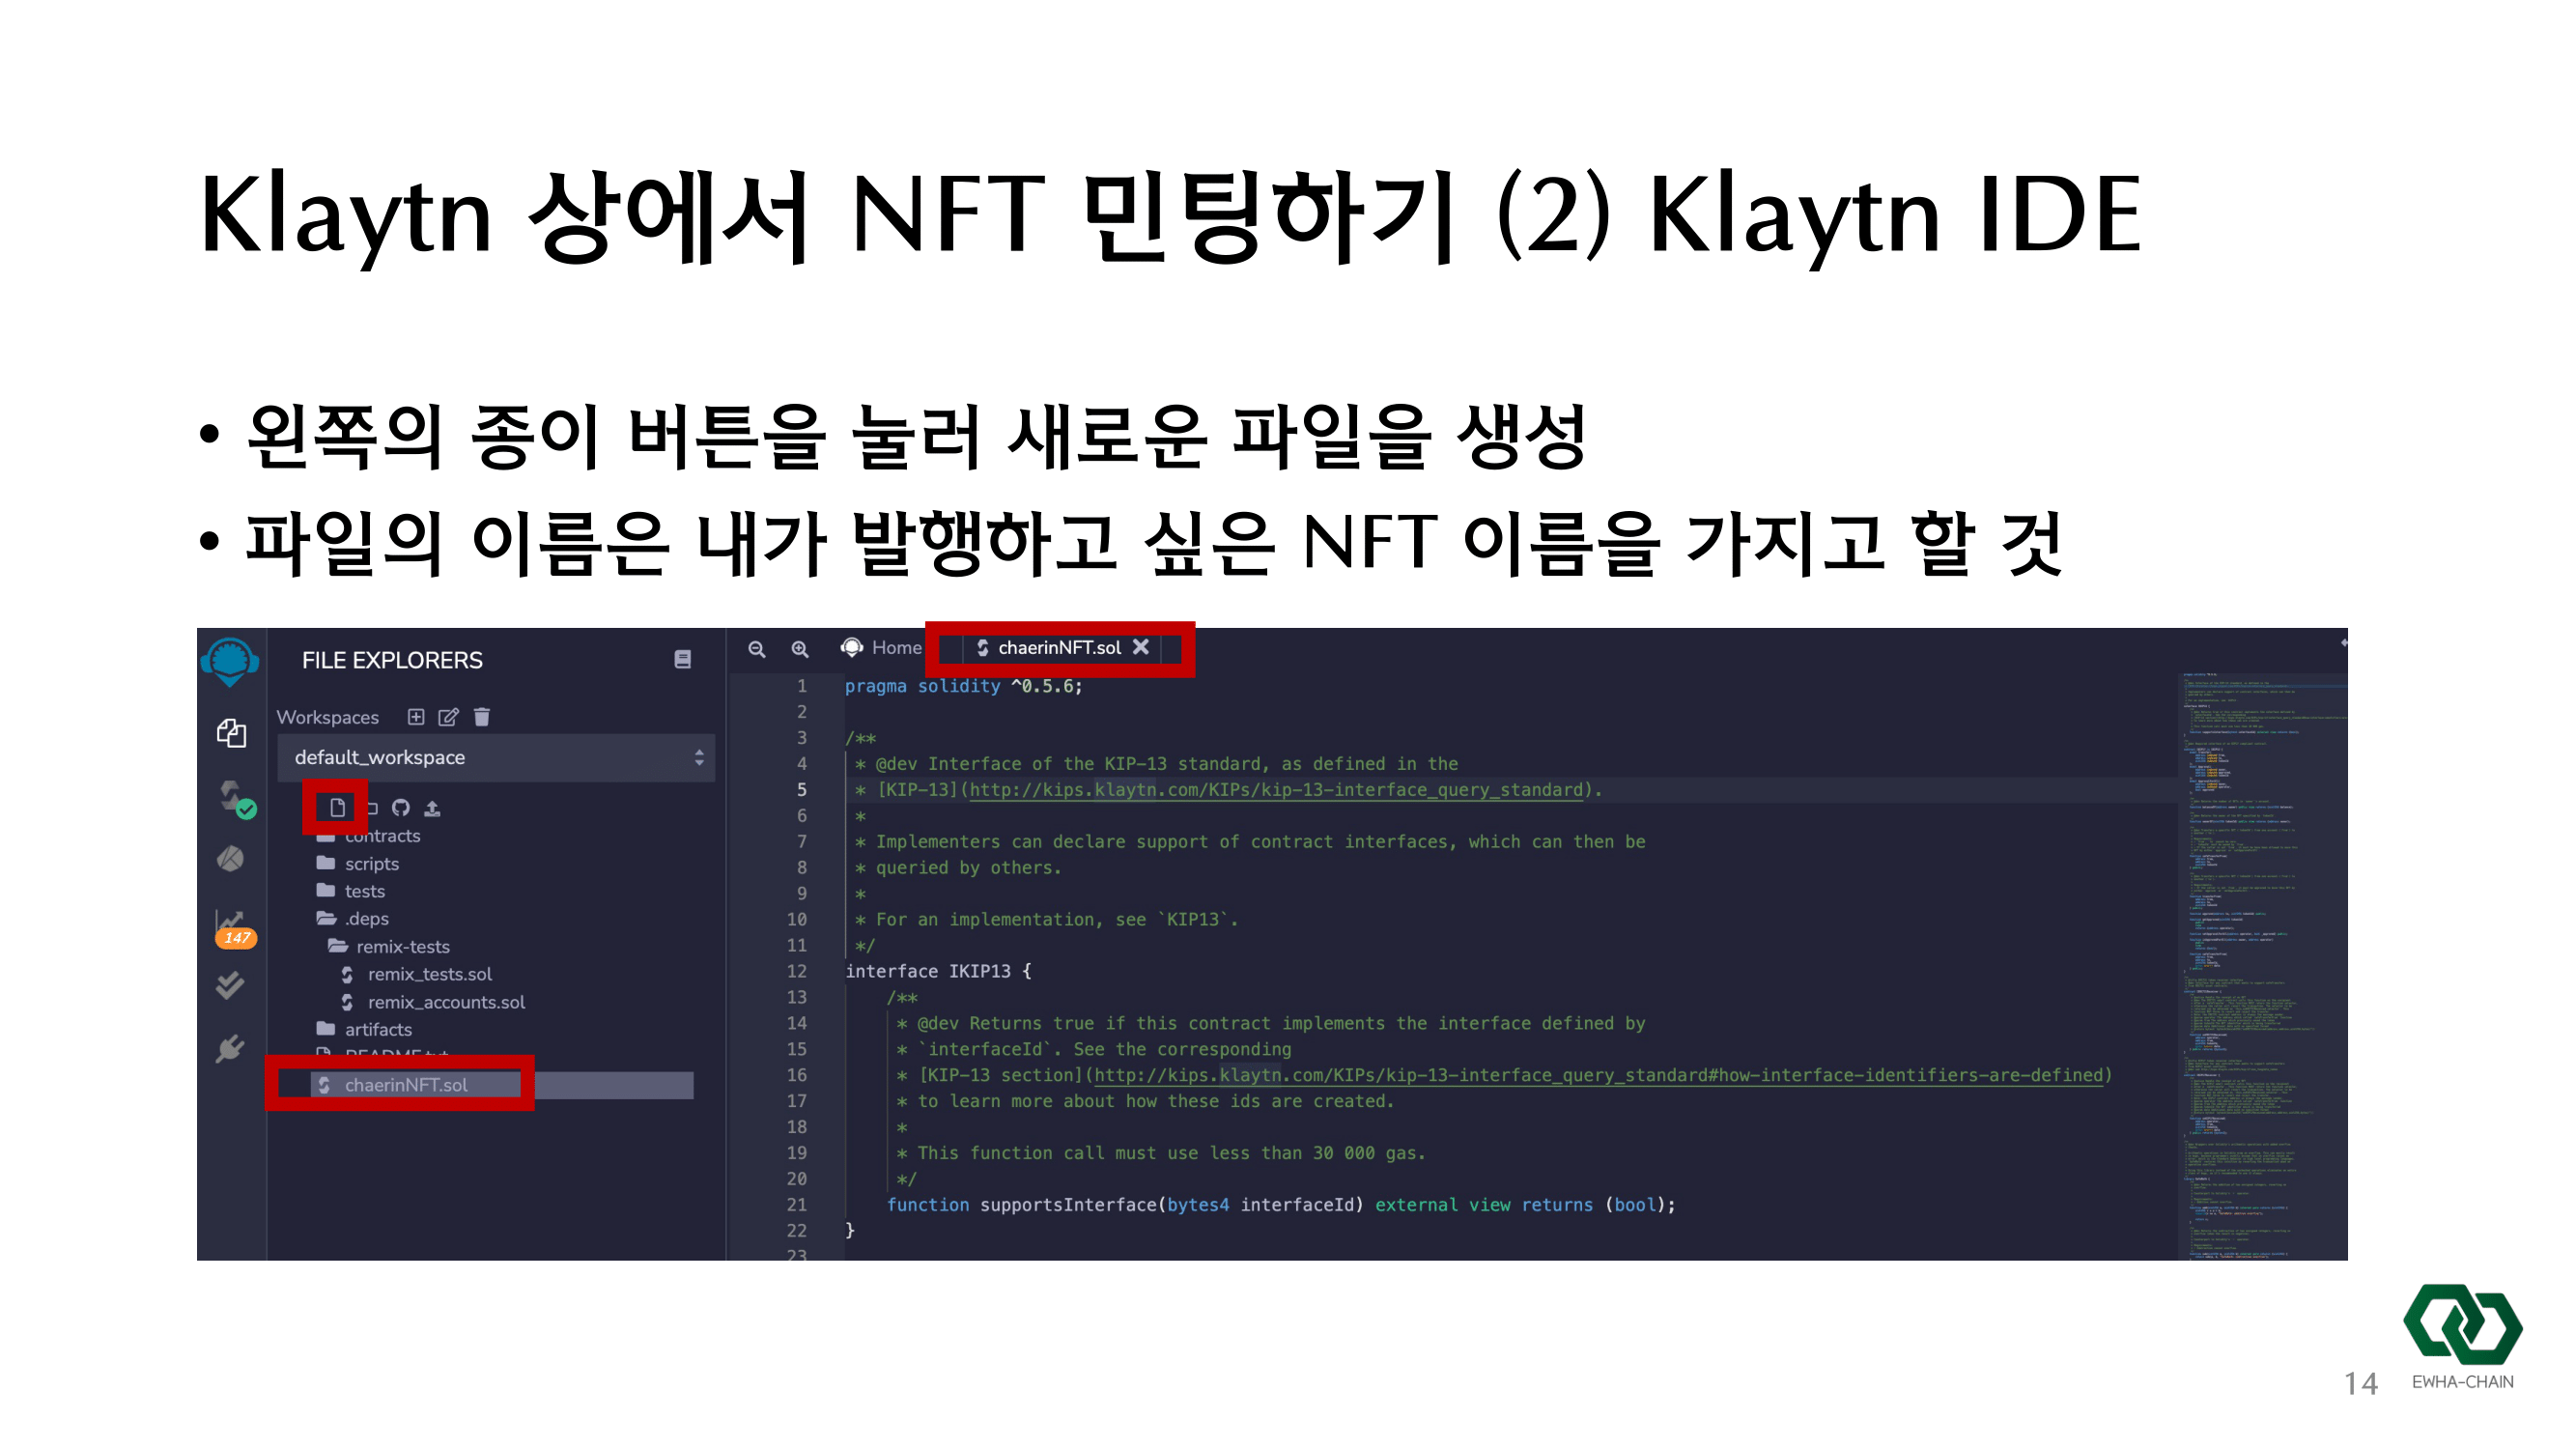 Klaytn 상에서 NFT 민팅하기 (2) Klaytn IDE
• 왼쪽의 종이 버튼을 눌러 새로운 파일을 생성
• 파일의 이름은 내가 발행하고 싶은 NFT 이름을 가지고 할 것
FILE EXPLORERS
Workspaces
default_workspace
contracts
scripts
tests
.deps
remix-tests
remix_tests.sol
remix_accounts.sol
artifacts
README.txt
chaerinNFT.sol
147
Home
chaerinNFT.sol
1 pragma solidity ^0.5.6;
2
3 /**
4 * @dev Interface of the KIP-13 standard, as defined in the
5 * [KIP-13](http://kips.klaytn.com/KIPs/kip-13-interface_query_standard).
6 *
7 * Implementers can declare support of contract interfaces, which can then be
8 * queried by others.
9 *
10 * For an implementation, see `KIP13`.
11 */
12 interface IKIP13 {
13 /**
14 * @dev Returns true if this contract implements the interface defined by
15 * `interfaceId`. See the corresponding
16 * [KIP-13 section](http://kips.klaytn.com/KIPs/kip-13-interface_query_standard#how-interface-identifiers-are-defined)
17 * to learn more about how these ids are created.
18 *
19 * This function call must use less than 30 000 gas.
20 */
21 function supportsInterface(bytes4 interfaceId) external view returns (bool);
22 }
23
14
EWHA-CHAIN